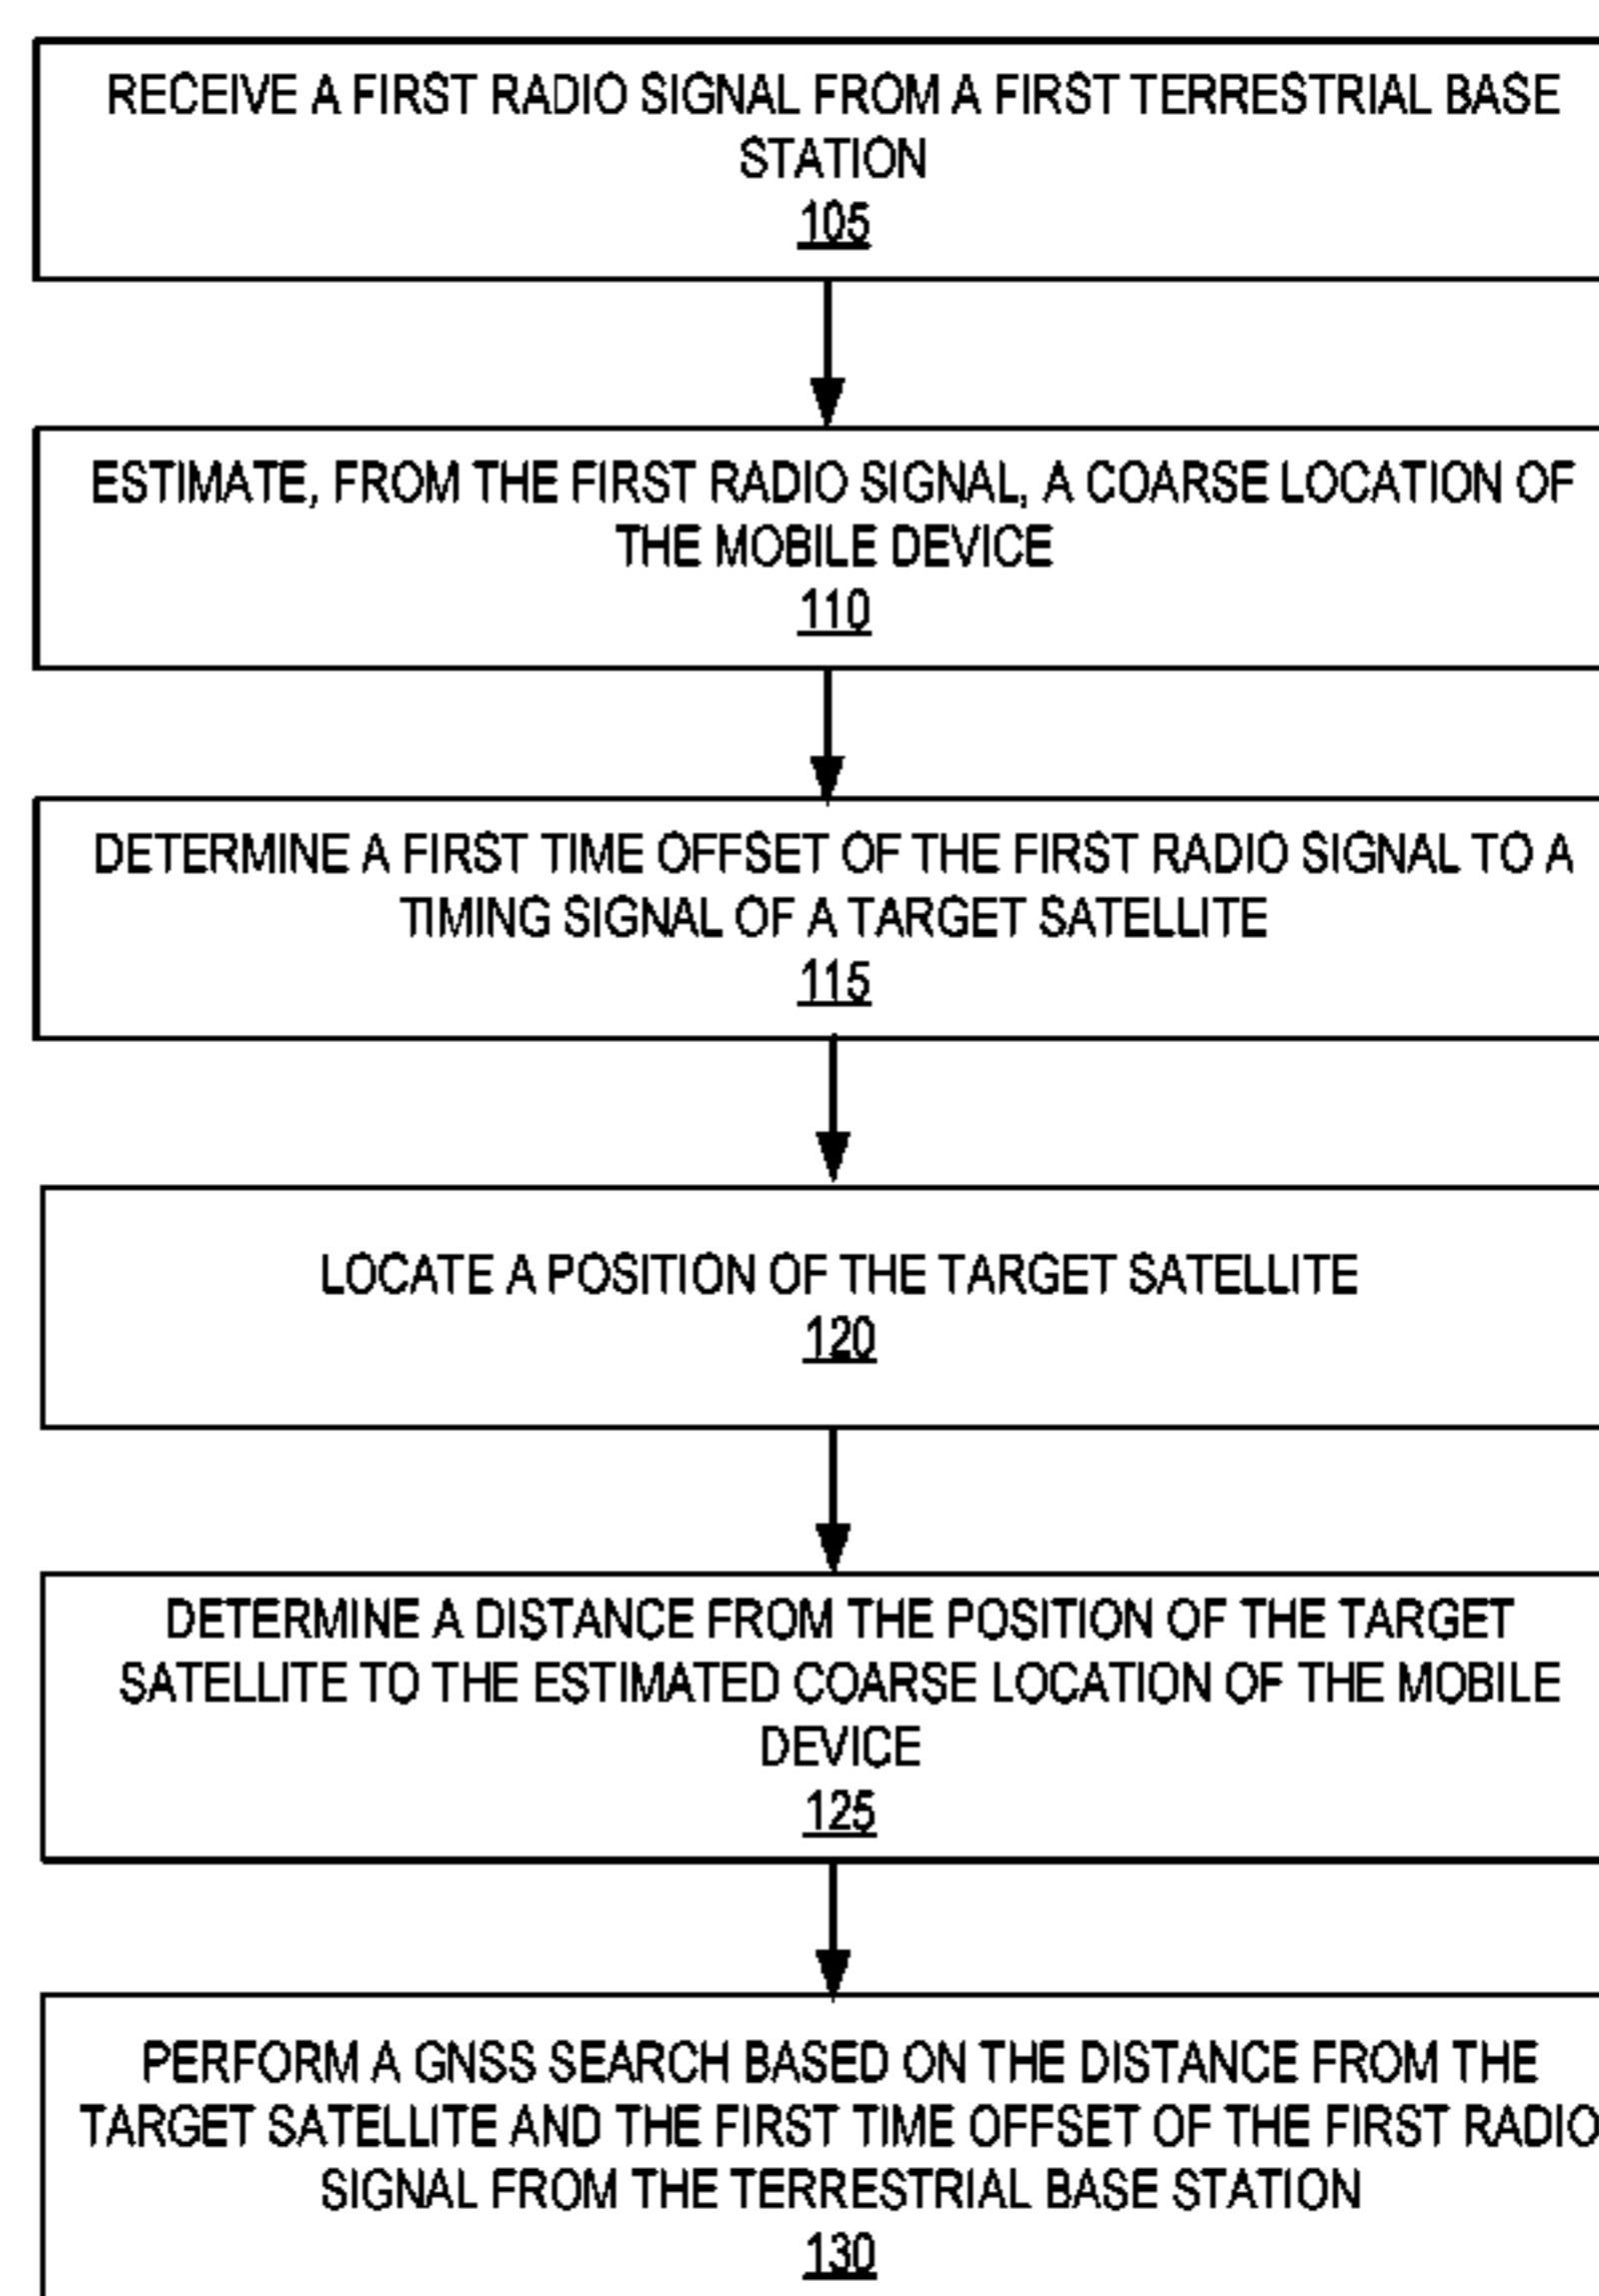 RECEIVE A FIRST RADIO SIGNAL FROM A FIRST TERRESTRIAL BASE
STATION
105
ESTIMATE, FROM THE FIRST RADIO SIGNAL, A COARSE LOCATION OF
THE MOBILE DEVICE
110
DETERMINE A FIRST TIME OFFSET OF THE FIRST RADIO SIGNAL TO A
TIMING SIGNAL OF A TARGET SATELLITE
115
LOCATE A POSITION OF THE TARGET SATELLITE
120
DETERMINE A DISTANCE FROM THE POSITION OF THE TARGET
SATELLITE TO THE ESTIMATED COARSE LOCATION OF THE MOBILE
DEVICE
125
PERFORM A GNSS SEARCH BASED ON THE DISTANCE FROM THE
TARGET SATELLITE AND THE FIRST TIME OFFSET OF THE FIRST RADIO
SIGNAL FROM THE TERRESTRIAL BASE STATION
130